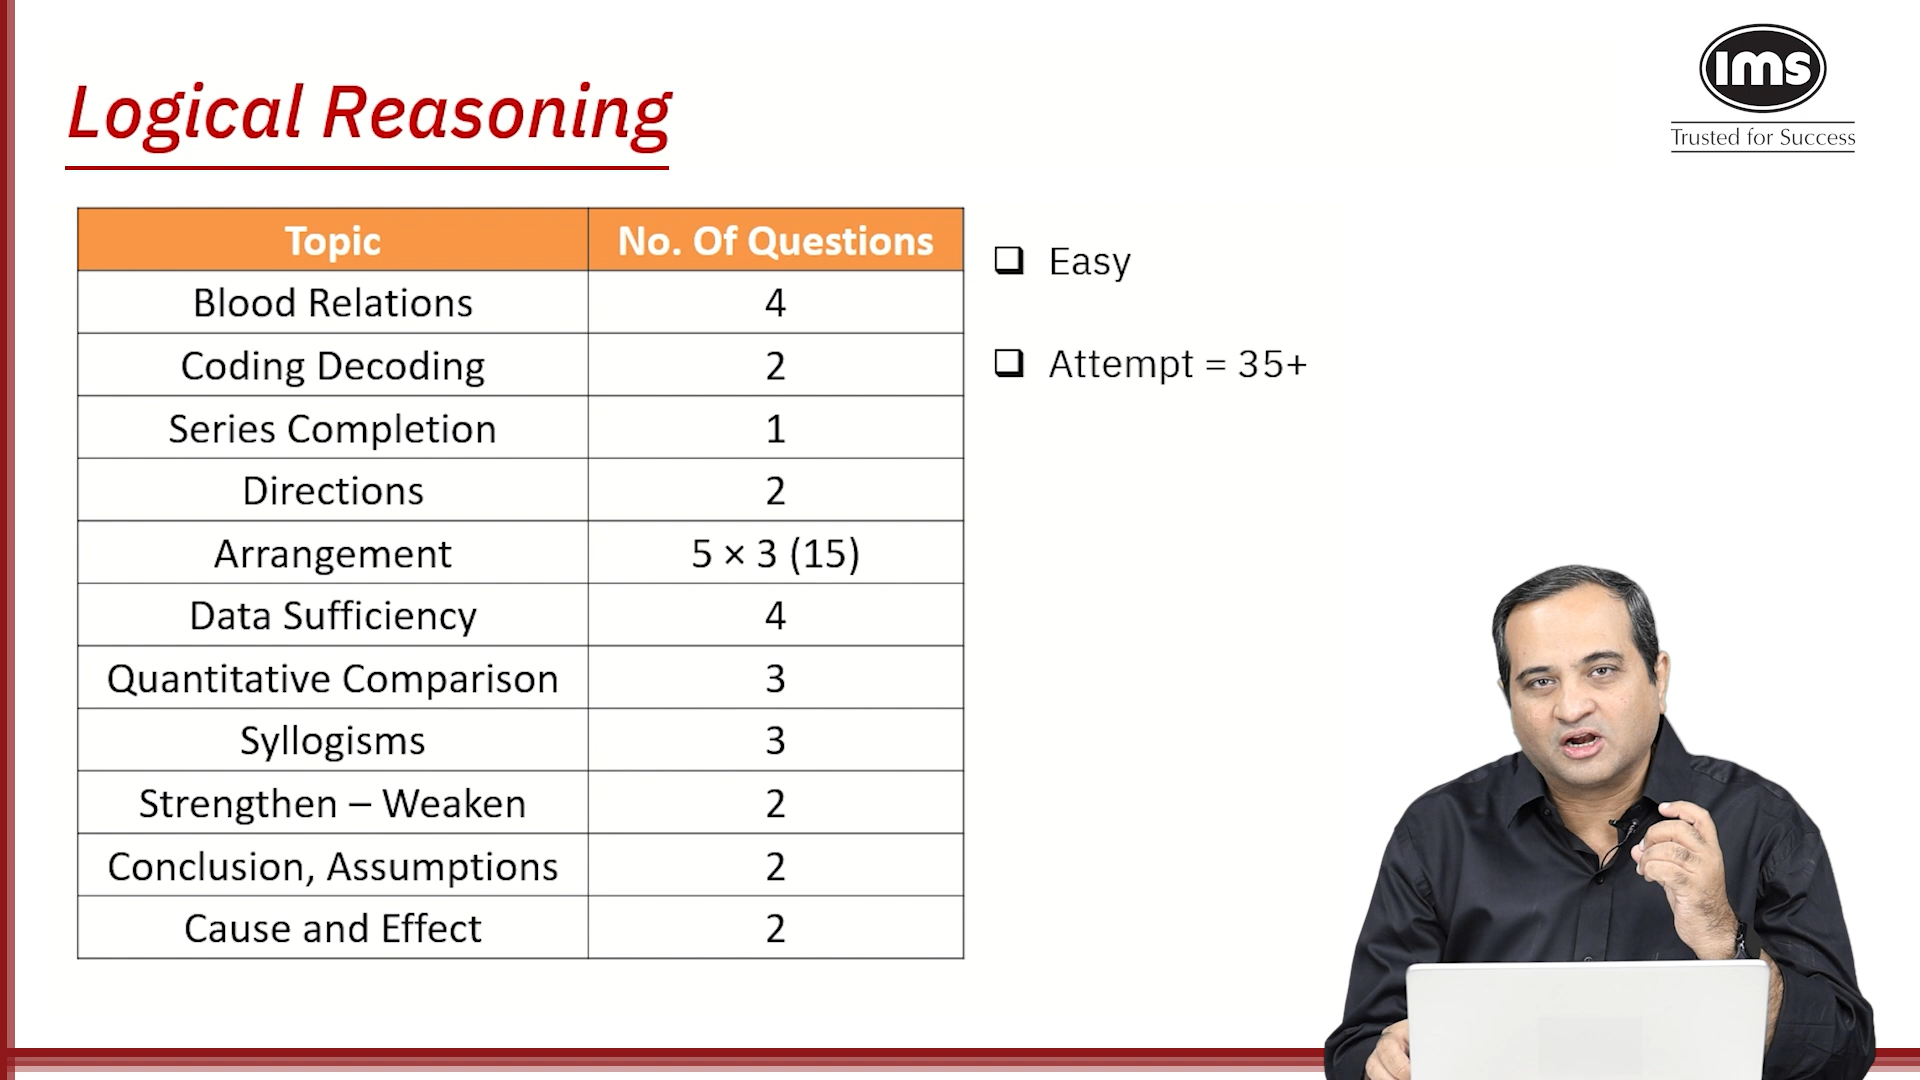 ims
Trusted for Success
Logical Reasoning
Topic No. Of Questions
Blood Relations 4
Coding Decoding 2
Series Completion 1
Directions 2
Arrangement 5 × 3 (15)
Data Sufficiency 4
Quantitative Comparison 3
Syllogisms 3
Strengthen – Weaken 2
Conclusion, Assumptions 2
Cause and Effect 2
❑ Easy
❑ Attempt = 35+